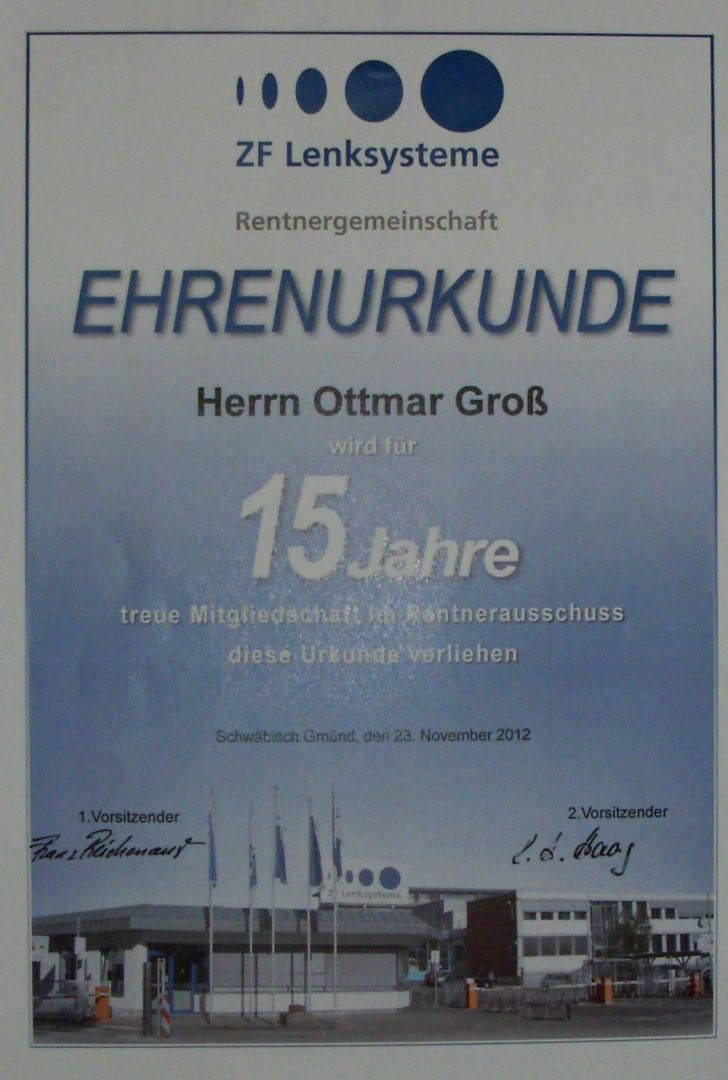 ZF Lenksysteme
Rentnergemeinschaft
EHRENURKUNDE
Herrn Ottmar Groß
wird für
15 Jahre
treue Mitgliedschaft im Rentnerausschuss
diese Urkunde verliehen
Schwäbisch Gmünd, den 23. November 2012
1.Vorsitzender
2.Vorsitzender
Franz
ZF Lenksysteme